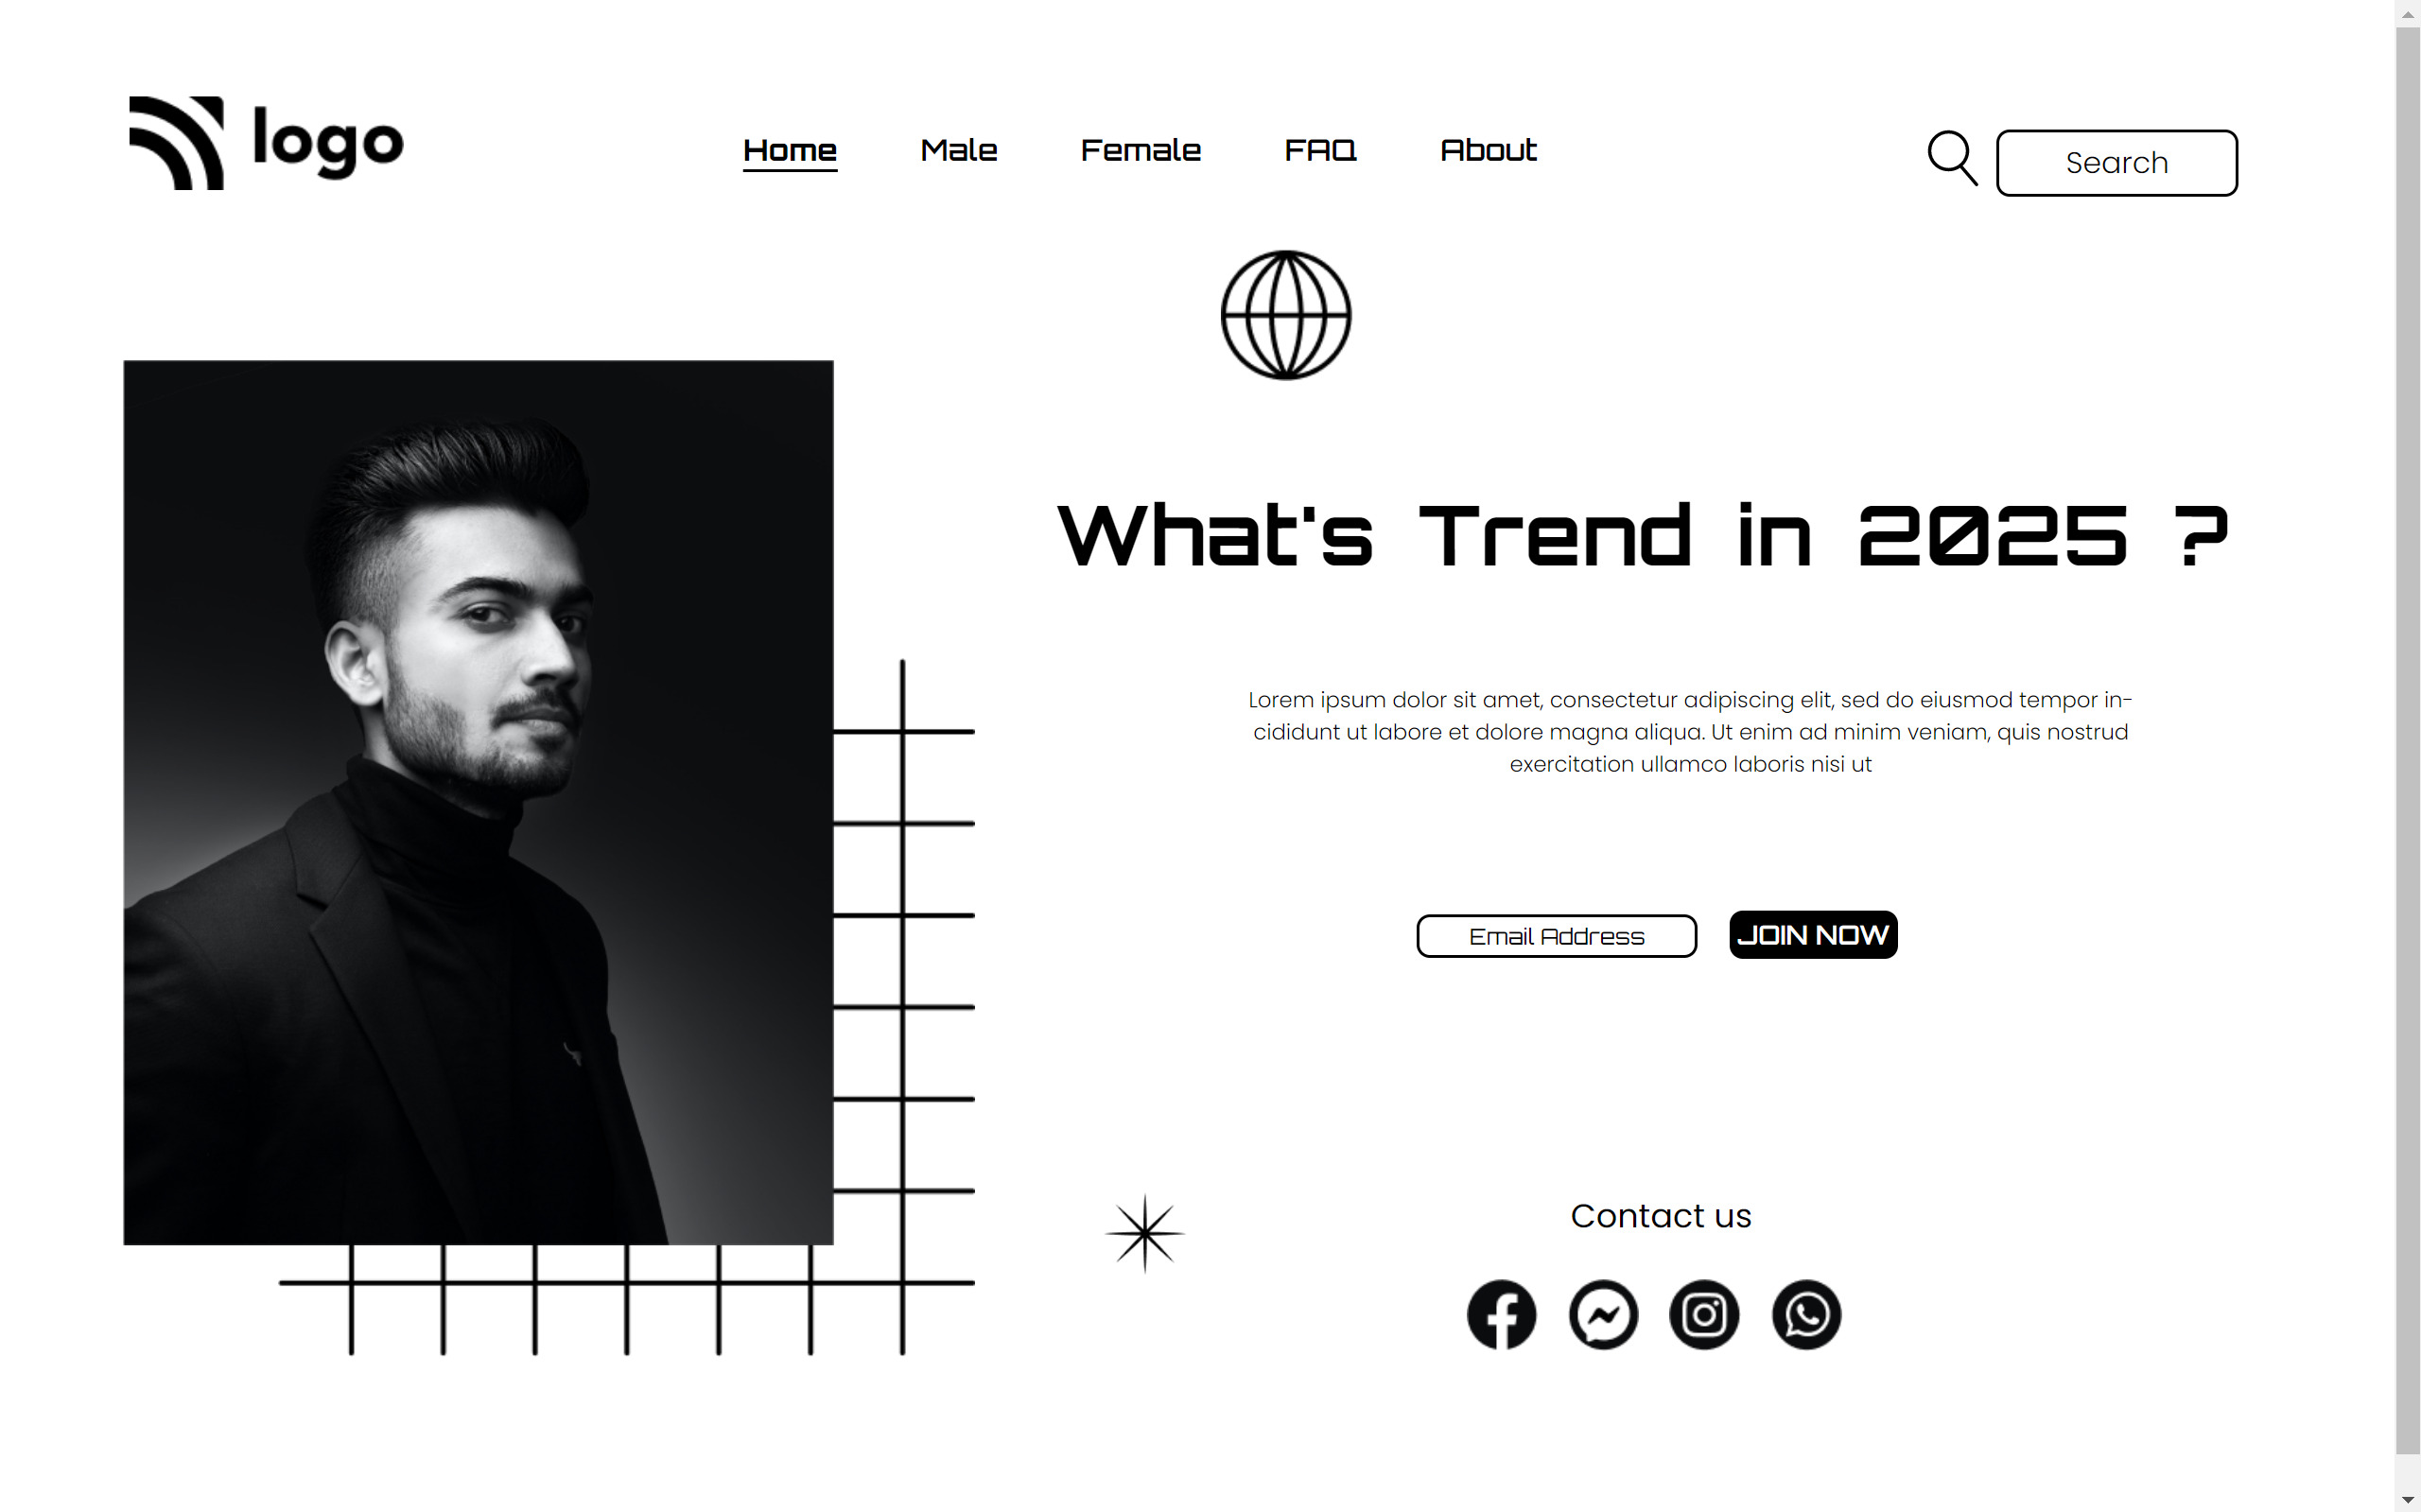 logo
Home Male Female FAQ About
Search
What's Trend in 2025 ?
Lorem ipsum dolor sit amet, consectetur adipiscing elit, sed do eiusmod tempor in-
cididunt ut labore et dolore magna aliqua. Ut enim ad minim veniam, quis nostrud
exercitation ullamco laboris nisi ut
Email Address JOIN NOW
Contact us